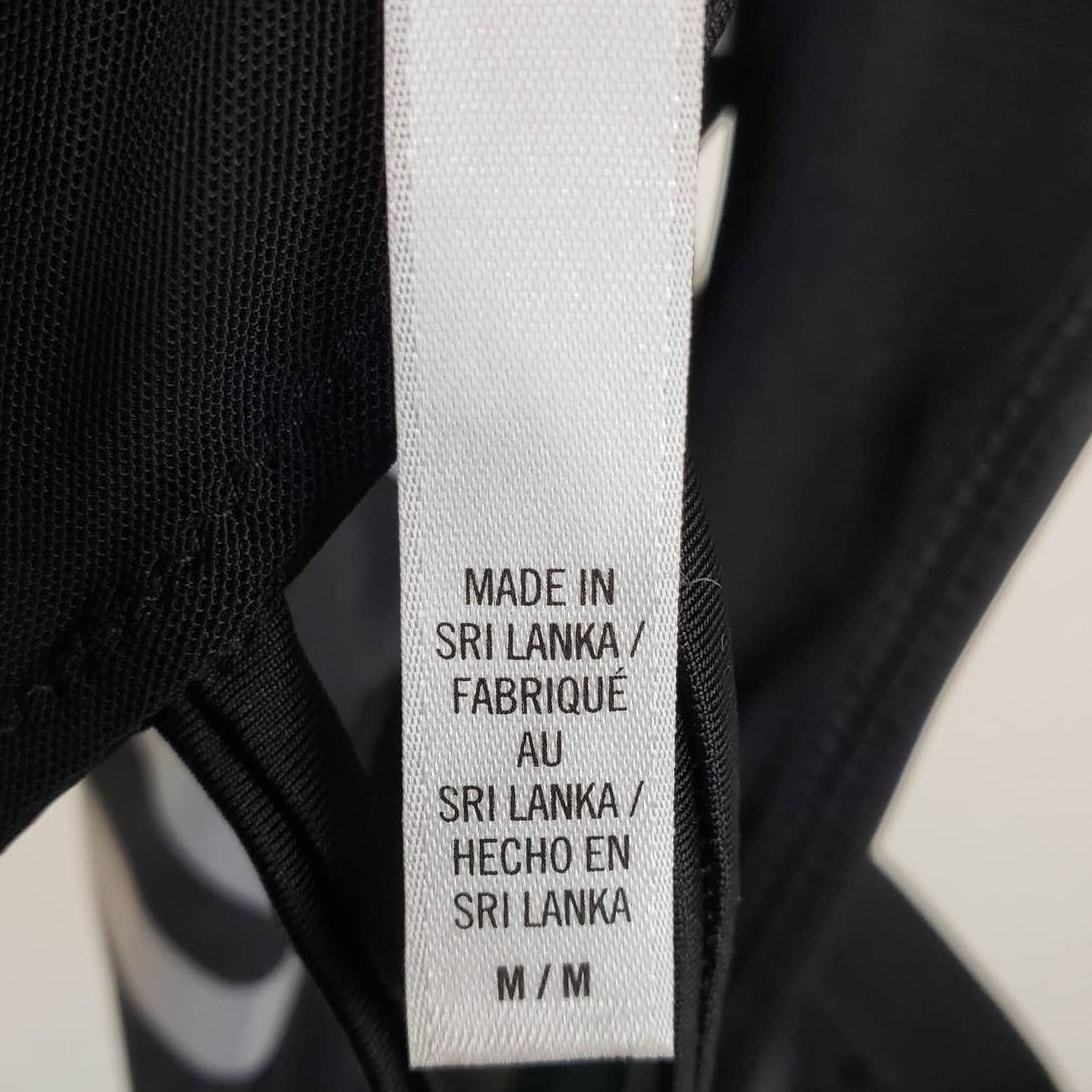 MADE IN
SRI LANKA /
FABRIQUÉ
AU
SRI LANKA /
HECHO EN
SRI LANKA
M / M